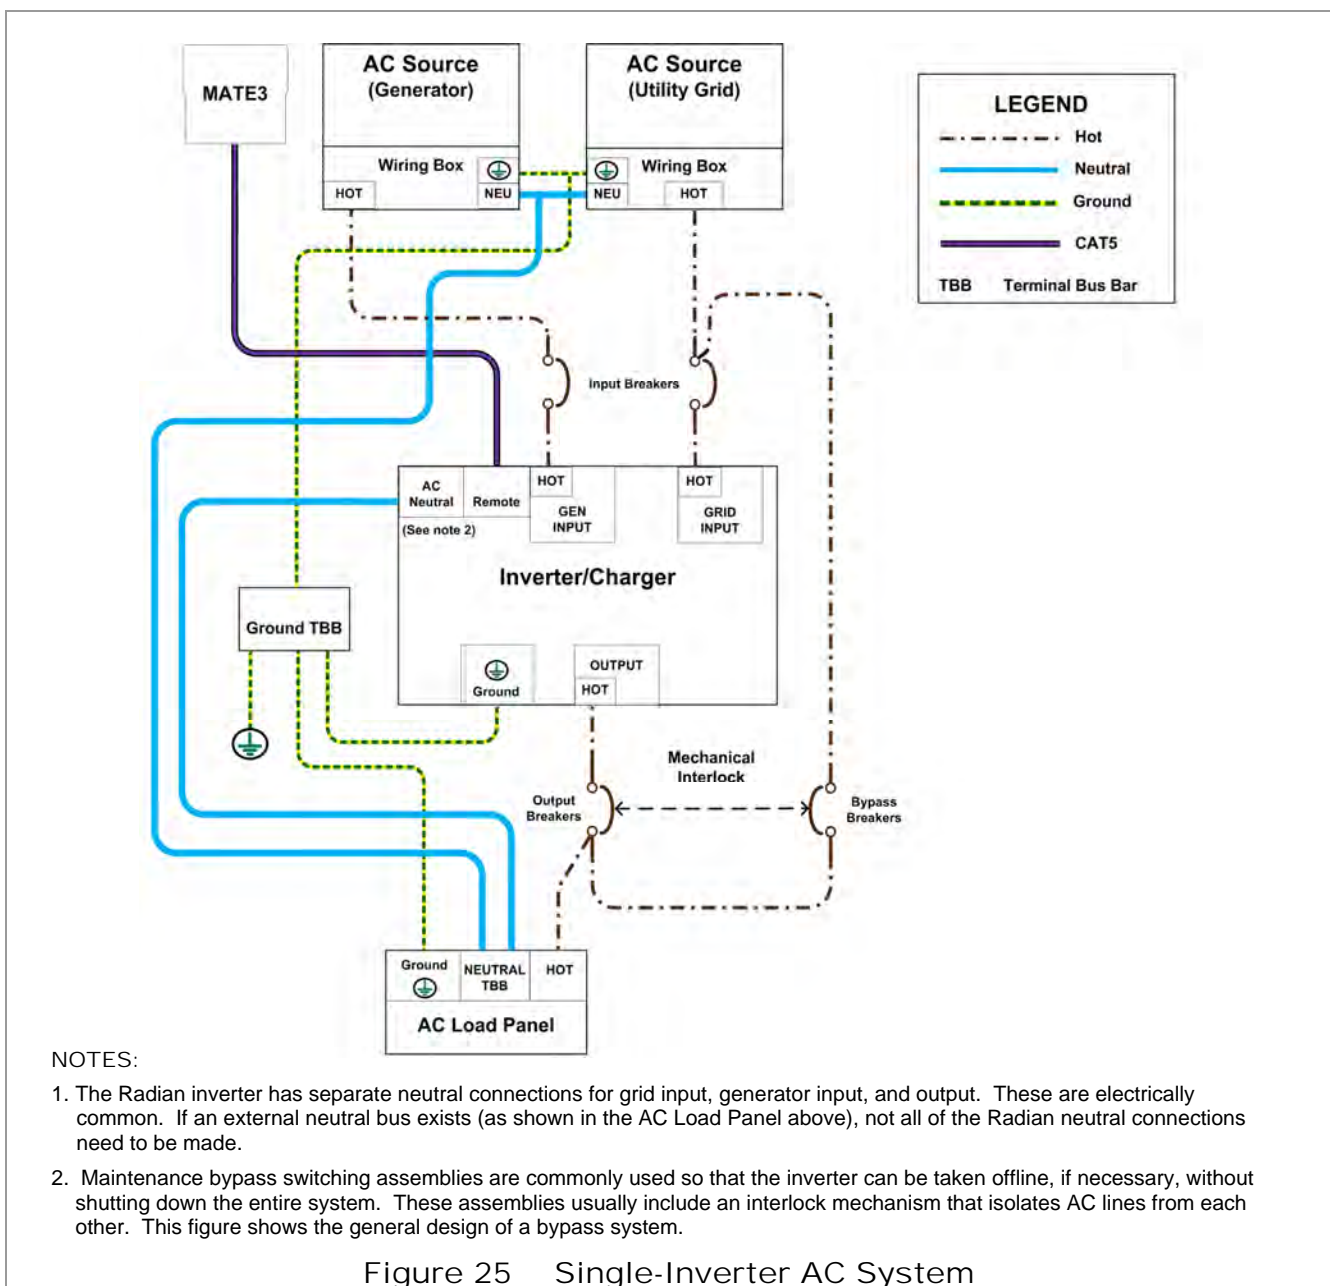 MATE3
AC Source
(Generator)
AC Source
(Utility Grid)
Wiring Box
HOT
NEU
Wiring Box
NEU
HOT
LEGEND
Hot
Neutral
Ground
CAT5
TBB Terminal Bus Bar
Input Breakers
AC
Neutral
(See note 2)
Remote
HOT
GEN
INPUT
HOT
GRID
INPUT
Inverter/Charger
Ground TBB
Ground
OUTPUT
HOT
Mechanical
Interlock
Output
Breakers
Bypass
Breakers
Ground
NEUTRAL
TBB
HOT
AC Load Panel
NOTES:
1. The Radian inverter has separate neutral connections for grid input, generator input, and output. These are electrically
common. If an external neutral bus exists (as shown in the AC Load Panel above), not all of the Radian neutral connections
need to be made.
2. Maintenance bypass switching assemblies are commonly used so that the inverter can be taken offline, if necessary, without
shutting down the entire system. These assemblies usually include an interlock mechanism that isolates AC lines from each
other. This figure shows the general design of a bypass system.
Figure 25 Single-Inverter AC System